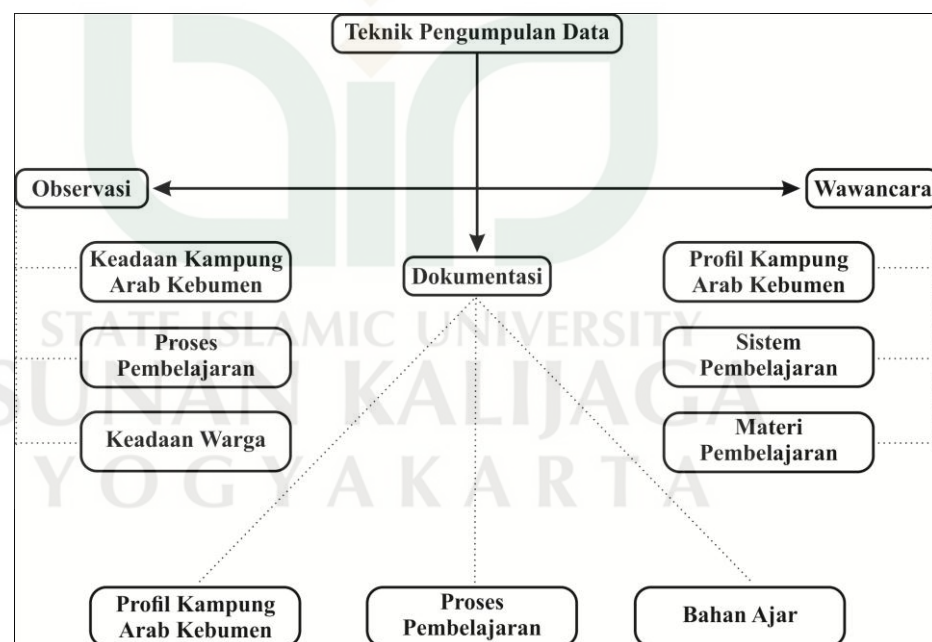 Teknik Pengumpulan Data
Observasi
Wawancara
Keadaan Kampung
Arab Kebumen
Dokumentasi
Profil Kampung
Arab Kebumen
STATE ISLAMIC UNIVERSITY
Proses
Pembelajaran
Sistem
Pembelajaran
SUNAN KALIJAGA
Keadaan Warga
Materi
Pembelajaran
YOGYAKARTA
Profil Kampung
Arab Kebumen
Proses
Pembelajaran
Bahan Ajar